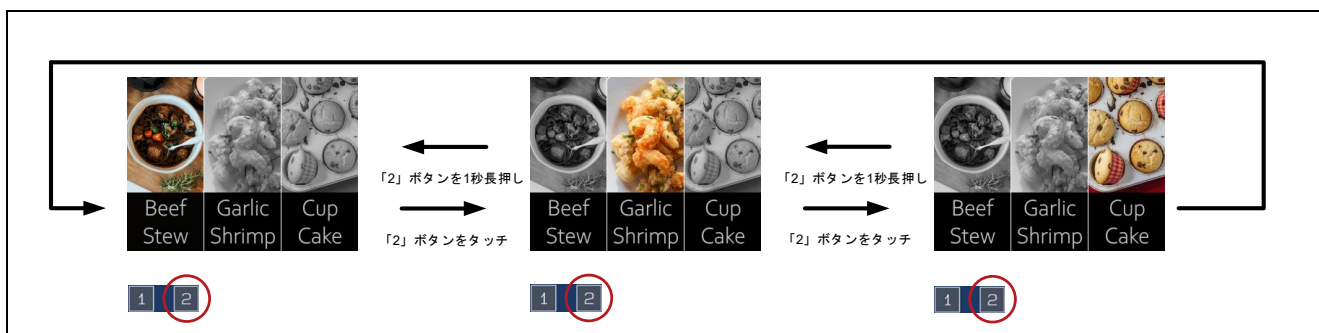 「2」ボタンを1秒長押し
「2」ボタンをタッチ
Beef
Stew
Garlic
Shrimp
Cup
Cake
1 2
「2」ボタンを1秒長押し
「2」ボタンをタッチ
Beef
Stew
Garlic
Shrimp
Cup
Cake
1 2
Beef
Stew
Garlic
Shrimp
Cup
Cake
1 2